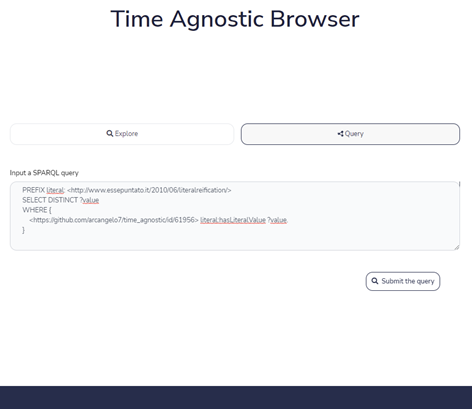 Time Agnostic Browser
Explore
Query
Input a SPARQL query
PREFIX literal: <http://www.essepuntato.it/2010/06/literalreification/>
SELECT DISTINCT ?value
WHERE {
<https://github.com/arcangelo7/time_agnostic/id/61956> literal:hasLiteralValue ?value.
}
Submit the query